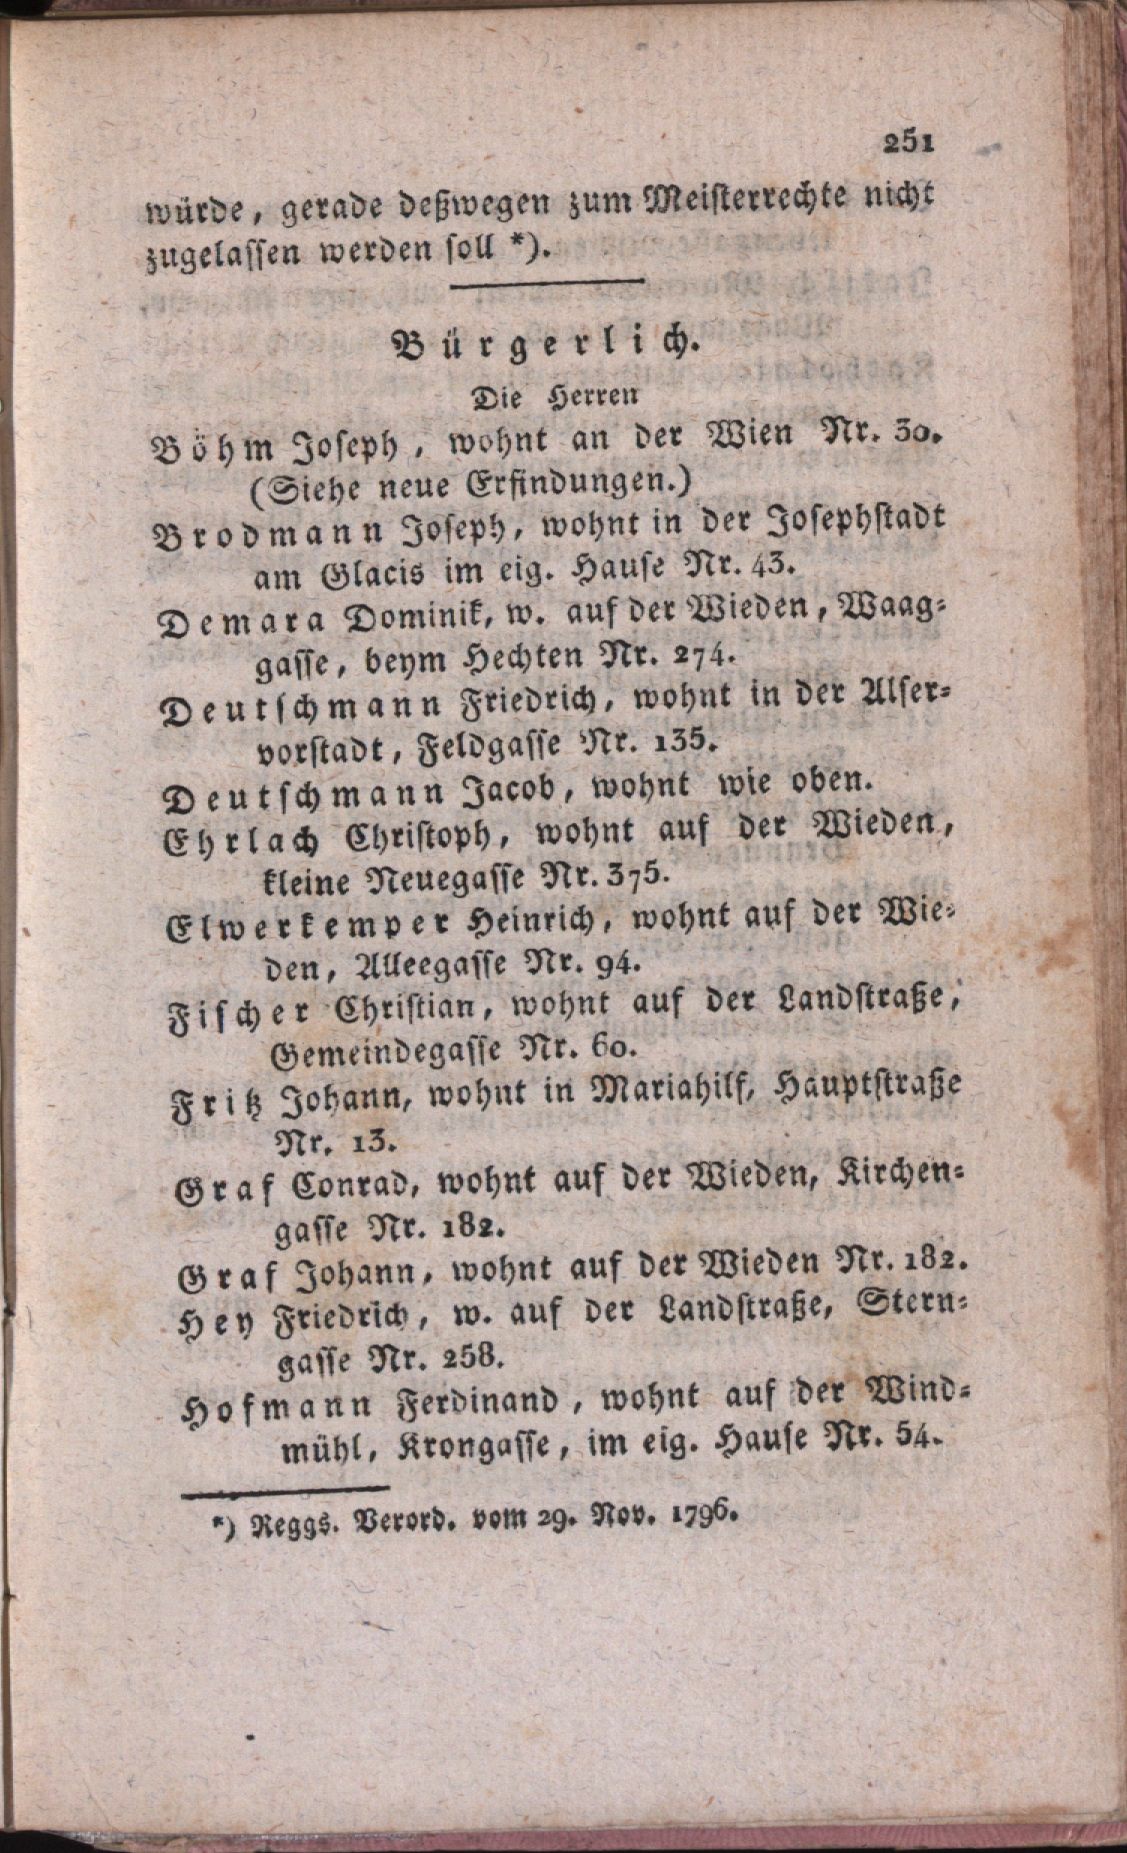 251
würde, gerade deßwegen zum Meisterrechte nicht
zugelassen werden soll *).
Bürgerlich.
Die Herren
Böhm Joseph, wohnt an der Wien Nr. 30.
(Siehe neue Erfindungen.)
Brodmann Joseph, wohnt in der Josephstadt
am Glacis im eig. Hause Nr. 43.
Demara Dominik, w. auf der Wieden, Waag-
gasse, beym Hechten Nr. 274.
Deutschmann Friedrich, wohnt in der Alser-
vorstadt, Feldgasse Nr. 135.
Deutschmann Jacob, wohnt wie oben.
Ehrlach Christoph, wohnt auf der Wieden,
kleine Neuegasse Nr. 375.
Elwerkemper Heinrich, wohnt auf der Wie-
den, Alleegasse Nr. 94.
Fischer Christian, wohnt auf der Landstraße,
Gemeindegasse Nr. 60.
Fritz Johann, wohnt in Mariahilf, Hauptstraße
Nr. 13.
Graf Conrad, wohnt auf der Wieden, Kirchen-
gasse Nr. 182.
Graf Johann, wohnt auf der Wieden Nr. 182.
Hey Friedrich, w. auf der Landstraße, Stern-
gasse Nr. 258.
Hofmann Ferdinand, wohnt auf der Wind-
mühl, Krongasse, im eig. Hause Nr. 54.
*) Reggs. Verord. vom 29. Nov. 1796.